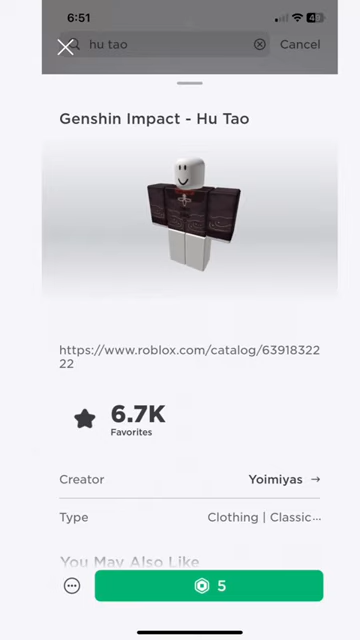 6:51
hu tao
Cancel
Genshin Impact - Hu Tao
https://www.roblox.com/catalog/63918322
22
6.7K
Favorites
Creator
Yoimiyas →
Type
Clothing | Classic...
You May Also Like
5